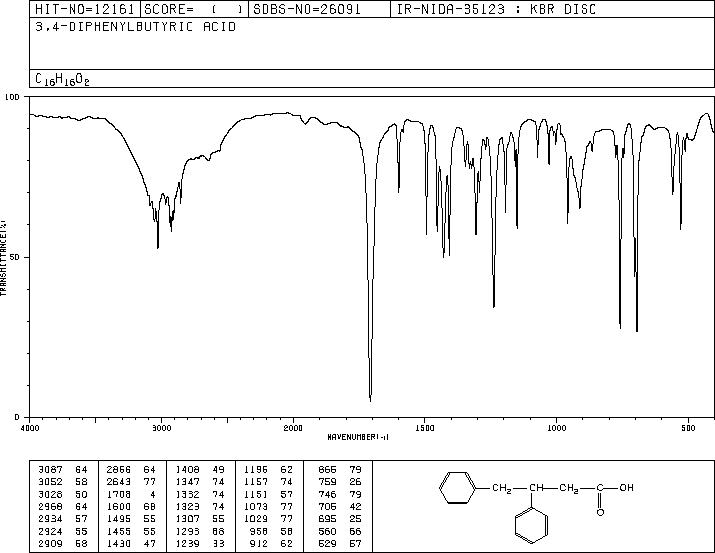 HIT-NO=12161 SCORE= ( ) SDBS-NO=26091 IR-NIDA-35123 : KBR DISC
3,4-DIPHENYLBUTYRIC ACID
C16H16O2
100
50
0
TRANSMITTANCE(%)
4000 3000 2000 1500 1000 500
WAVENUMBER(-1)
3087 64 2856 64 1408 49 1196 62 866 79
3052 58 2643 77 1347 74 1157 74 759 26
3028 50 1708 4 1332 74 1151 57 746 79
2968 64 1600 68 1323 74 1073 77 705 42
2934 57 1495 55 1307 55 1029 77 695 25
2924 55 1455 55 1293 68 958 58 560 66
2909 58 1430 47 1239 33 912 62 529 57
CH2 CH CH2 C OH
O